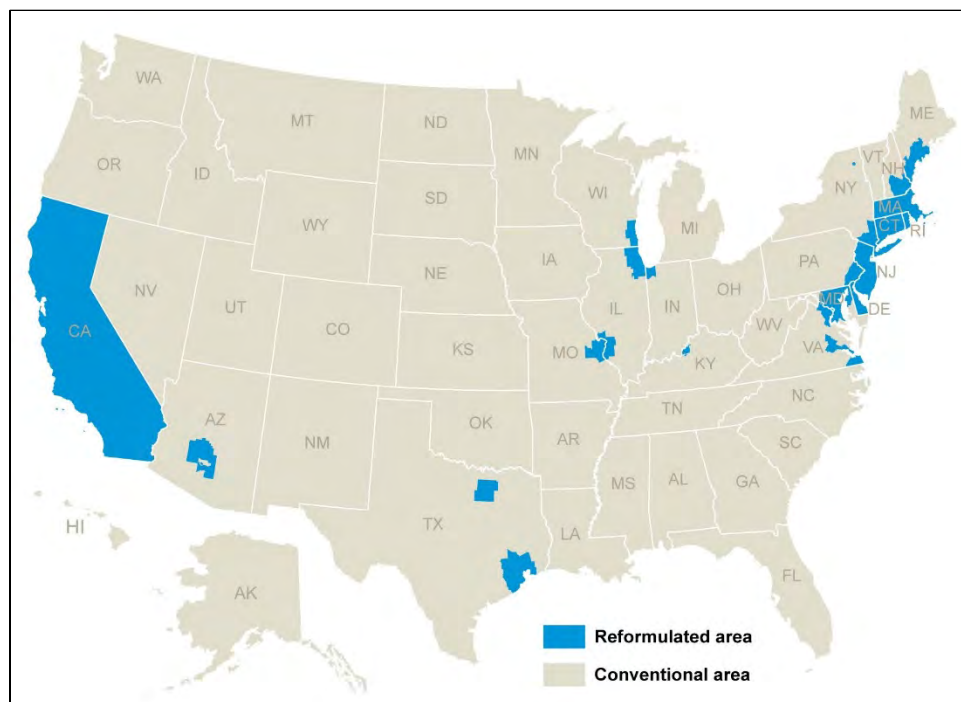 WA
MT
ND
MN
ME
OR
ID
SD
WI
VT
NH
NY
MA
WY
MI
CT
RI
IA
NE
PA
NJ
NV
UT
IL
IN
OH
MD
DE
CA
CO
WV
KS
MO
VA
KY
AZ
NM
OK
TN
NC
AR
SC
MS
AL
GA
TX
LA
HI
FL
AK
Reformulated area
Conventional area